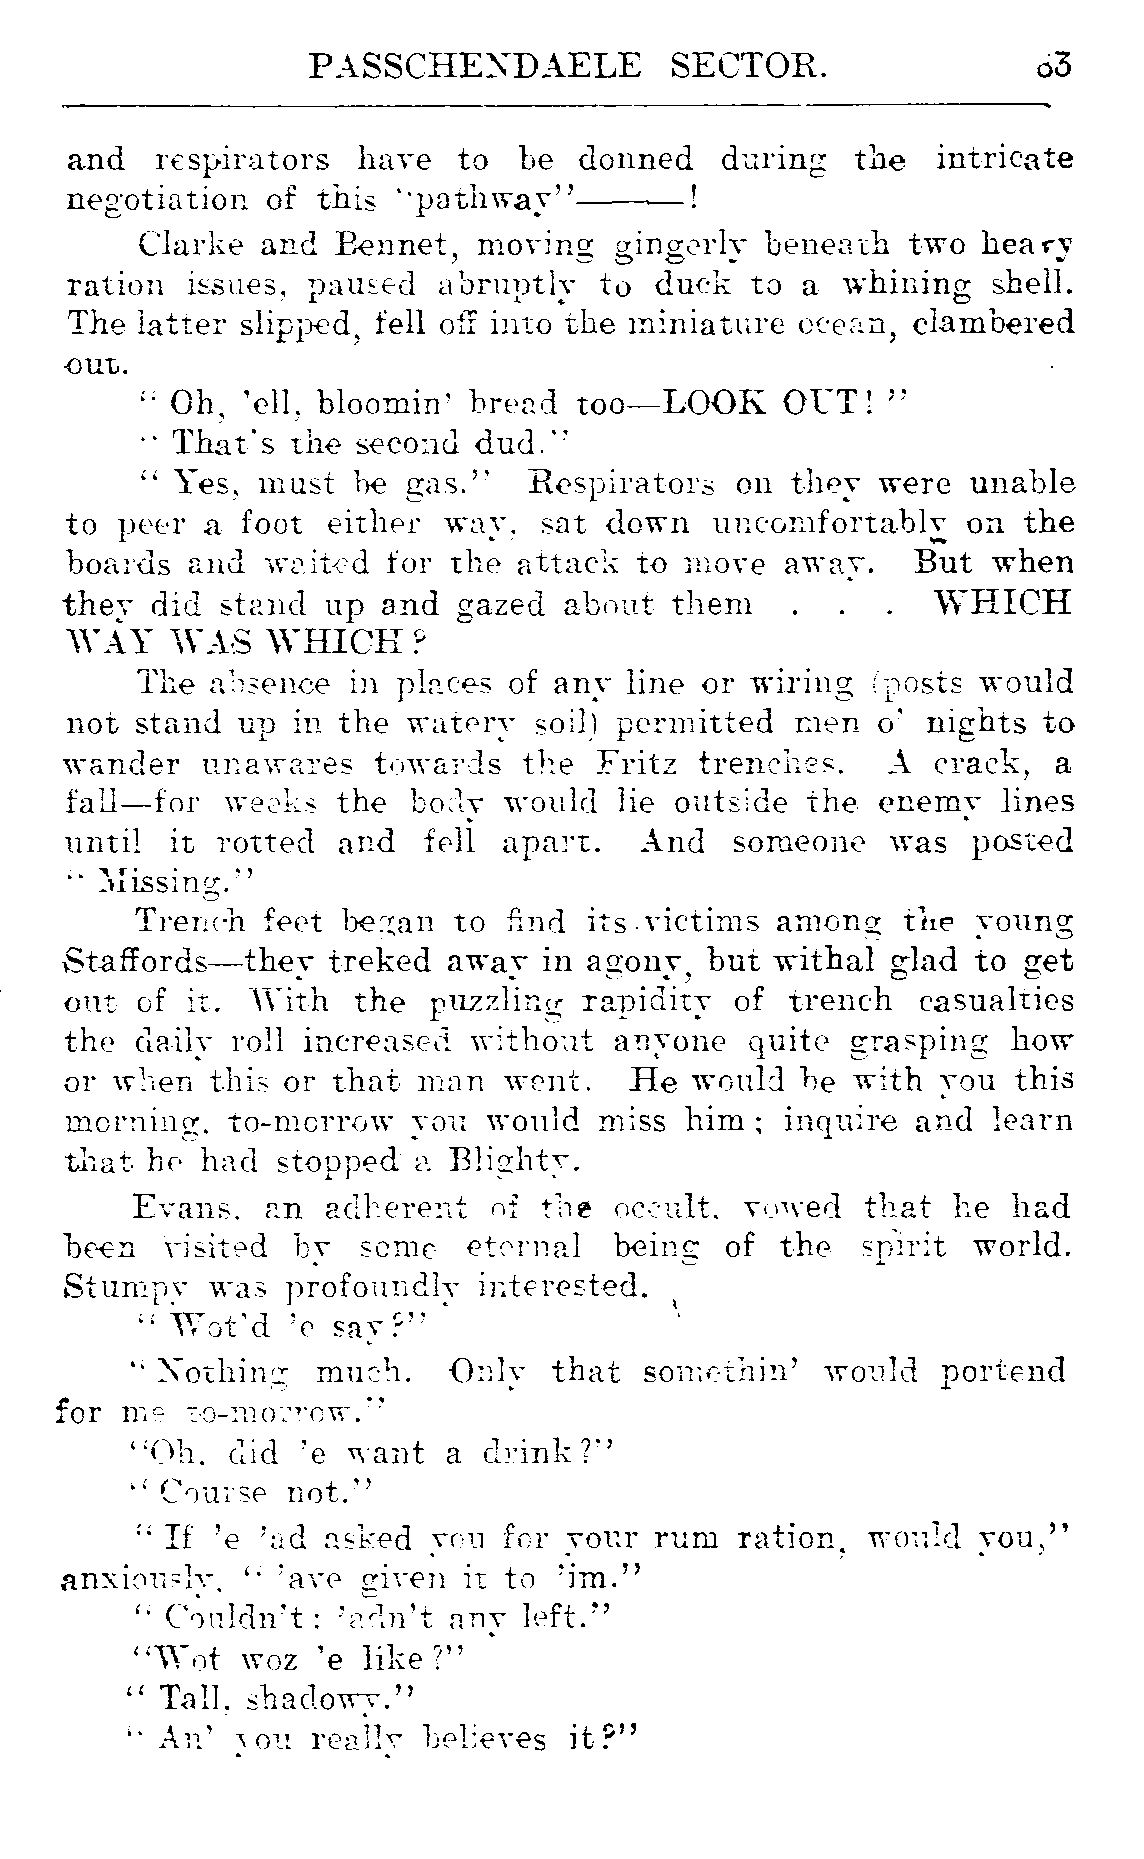 PASSCHENDAELE SECTOR. 63
and respirators have to be donned during the intricate
negotiation of this "pathway"———!
Clarke and Bennet, moving gingerly beneath two heavy
ration issues, paused abruptly to duck to a whining shell.
The latter slipped, fell off into the miniature ocean, clambered
out.
" Oh, 'ell, bloomin' bread too—LOOK OUT! "
" That's the second dud."
" Yes, must be gas." Respirators on they were unable
to peer a foot either way, sat down uncomfortably on the
boards and waited for the attack to move away. But when
they did stand up and gazed about them . . . WHICH
WAY WAS WHICH?
The absence in places of any line or wiring (posts would
not stand up in the watery soil) permitted men o' nights to
wander unawares towards the Fritz trenches. A crack, a
fall—for weeks the body would lie outside the enemy lines
until it rotted and fell apart. And someone was posted
" Missing."
Trench feet began to find its victims among the young
Staffords—they treked away in agony, but withal glad to get
out of it. With the puzzling rapidity of trench casualties
the daily roll increased without anyone quite grasping how
or when this or that man went. He would be with you this
morning, to-morrow you would miss him; inquire and learn
that he had stopped a Blighty.
Evans, an adherent of the occult, vowed that he had
been visited by some eternal being of the spirit world.
Stumpy was profoundly interested.
" Wot'd 'e say?"
" Nothing much. Only that somethin' would portend
for me to-morrow."
"Oh, did 'e want a drink?"
" Course not."
" If 'e 'ad asked you for your rum ration, would you,"
anxiously, " 'ave given it to 'im."
" Couldn't: 'adn't any left."
"Wot woz 'e like?"
" Tall, shadowy."
" An' you really believes it?"